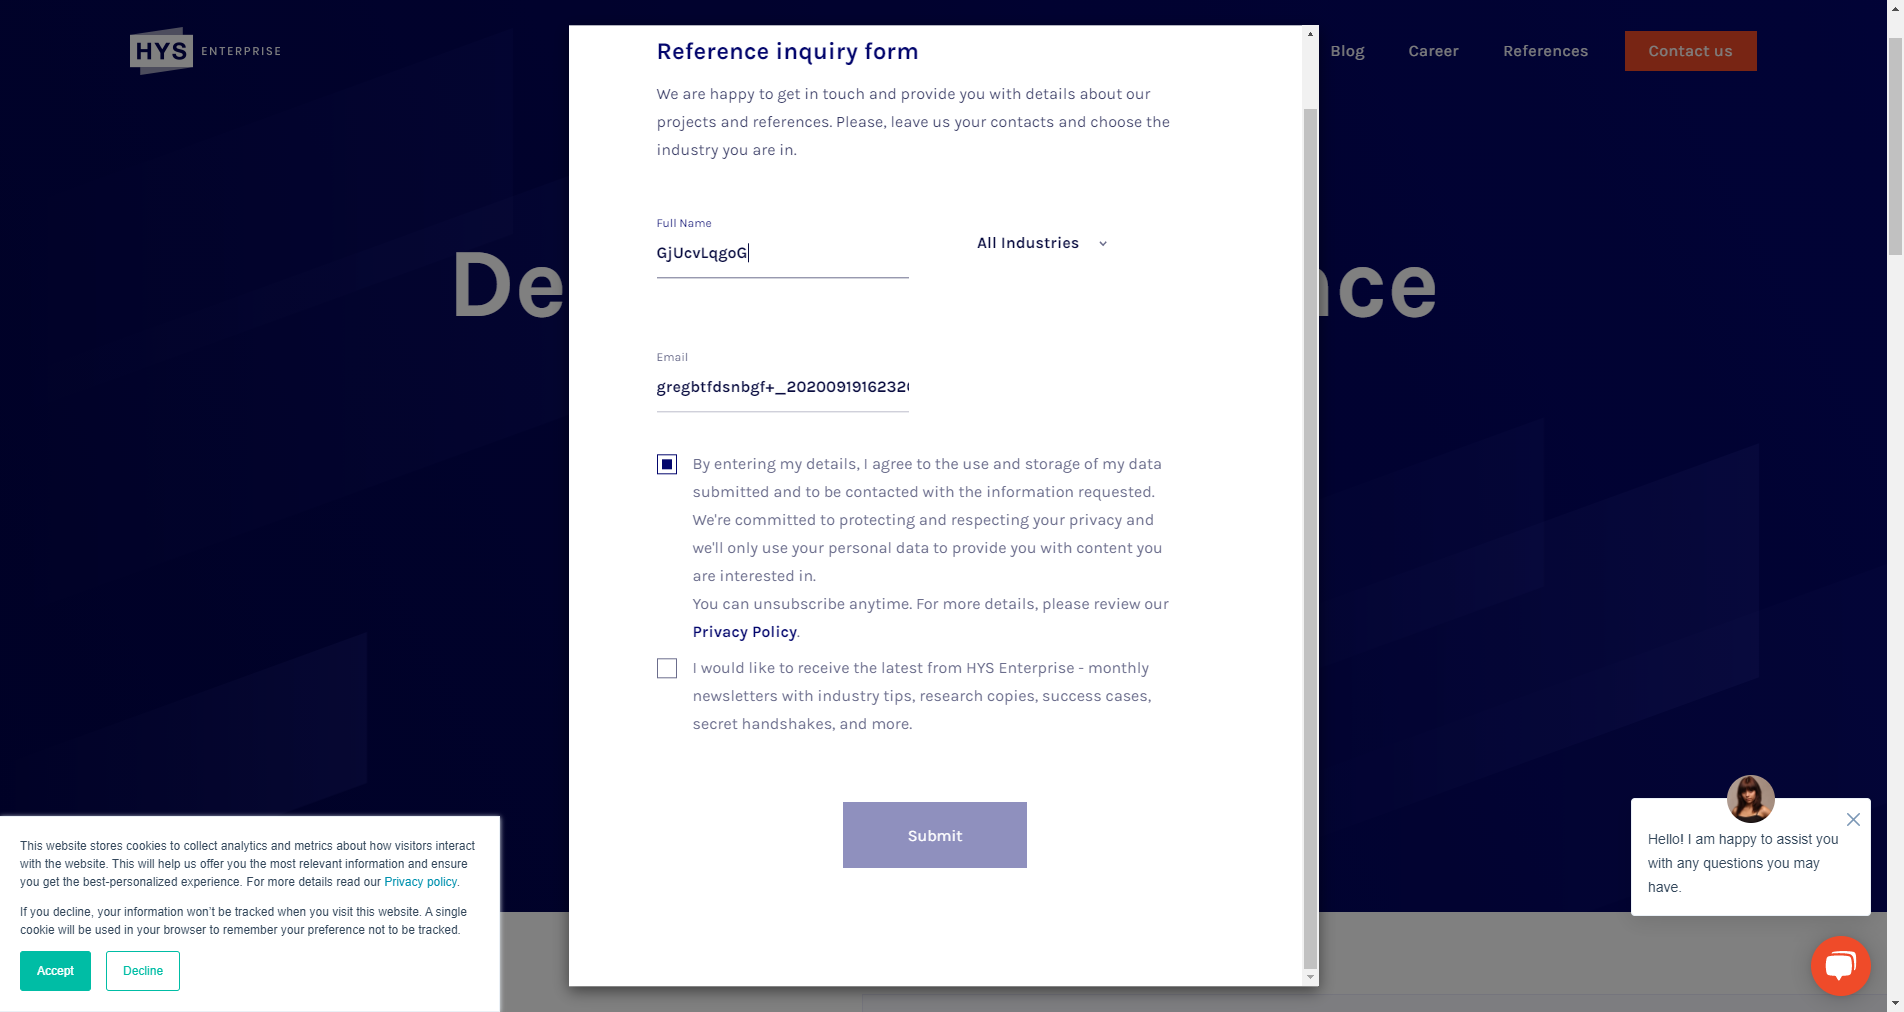 HYS ENTERPRISE
Blog
Career
References
Contact us
Reference inquiry form
We are happy to get in touch and provide you with details about our
projects and references. Please, leave us your contacts and choose the
industry you are in.
Full Name
GjUcvLqgoG
All Industries
De
nce
Email
gregbtfdsnbgf+_2020091916232
By entering my details, I agree to the use and storage of my data
submitted and to be contacted with the information requested.
We're committed to protecting and respecting your privacy and
we'll only use your personal data to provide you with content you
are interested in.
You can unsubscribe anytime. For more details, please review our
Privacy Policy.
I would like to receive the latest from HYS Enterprise - monthly
newsletters with industry tips, research copies, success cases,
secret handshakes, and more.
Submit
This website stores cookies to collect analytics and metrics about how visitors interact
with the website. This will help us offer you the most relevant information and ensure
you get the best-personalized experience. For more details read our Privacy policy.
If you decline, your information won't be tracked when you visit this website. A single
cookie will be used in your browser to remember your preference not to be tracked.
Accept
Decline
Hello! I am happy to assist you
with any questions you may
have.